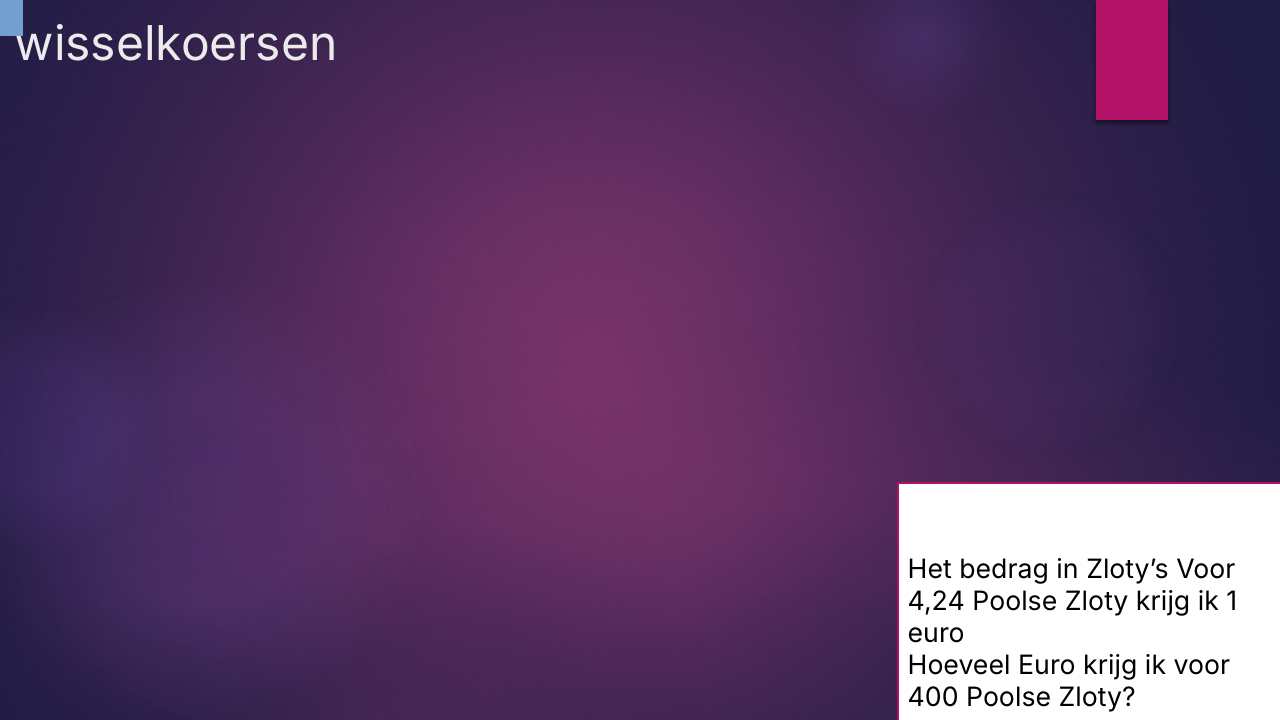 wisselkoersen
Het bedrag in Zloty’s Voor
4,24 Poolse Zloty krijg ik 1
euro
Hoeveel Euro krijg ik voor
400 Poolse Zloty?